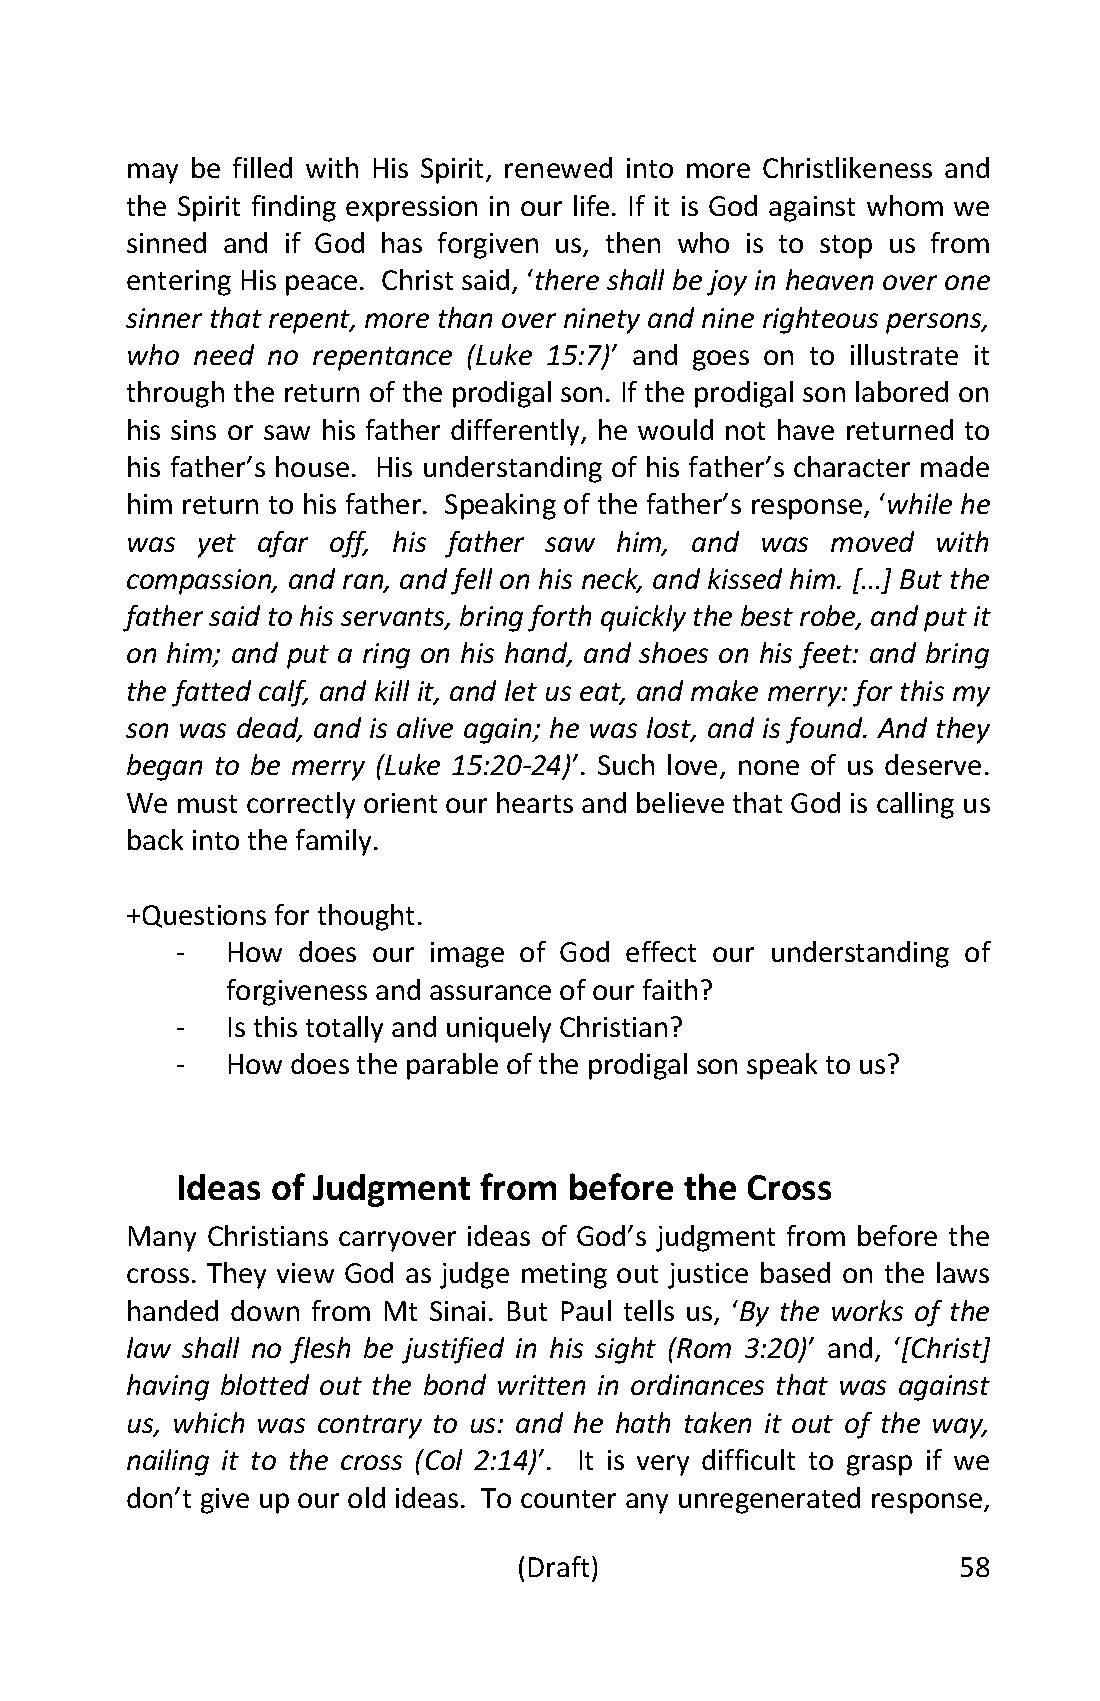 may be filled with His Spirit, renewed into more Christlikeness and
the Spirit finding expression in our life. If it is God against whom we
sinned and if God has forgiven us, then who is to stop us from
entering His peace.  Christ said, ‘there shall be joy in heaven over one
sinner that repent, more than over ninety and nine righteous persons,
who need no repentance (Luke 15:7)’ and goes on to illustrate it
through the return of the prodigal son. If the prodigal son labored on
his sins or saw his father differently, he would not have returned to
his father’s house.  His understanding of his father’s character made
him return to his father.  Speaking of the father’s response, ‘while he
was yet afar off, his father saw him, and was moved with
compassion, and ran, and fell on his neck, and kissed him. […] But the
father said to his servants, bring forth quickly the best robe, and put it
on him; and put a ring on his hand, and shoes on his feet: and bring
the fatted calf, and kill it, and let us eat, and make merry: for this my
son was dead, and is alive again; he was lost, and is found. And they
began to be merry (Luke 15:20-24)’. Such love, none of us deserve.
We must correctly orient our hearts and believe that God is calling us
back into the family.
+Questions for thought.
- How does our image of God effect our understanding of
forgiveness and assurance of our faith?
- Is this totally and uniquely Christian?
- How does the parable of the prodigal son speak to us?
Ideas of Judgment from before the Cross
Many Christians carryover ideas of God’s judgment from before the
cross. They view God as judge meting out justice based on the laws
handed down from Mt Sinai. But Paul tells us, ‘By the works of the
law shall no flesh be justified in his sight (Rom 3:20)’ and, ‘[Christ]
having blotted out the bond written in ordinances that was against
us, which was contrary to us: and he hath taken it out of the way,
nailing it to the cross (Col 2:14)’.  It is very difficult to grasp if we
don’t give up our old ideas.  To counter any unregenerated response,
(Draft) 58